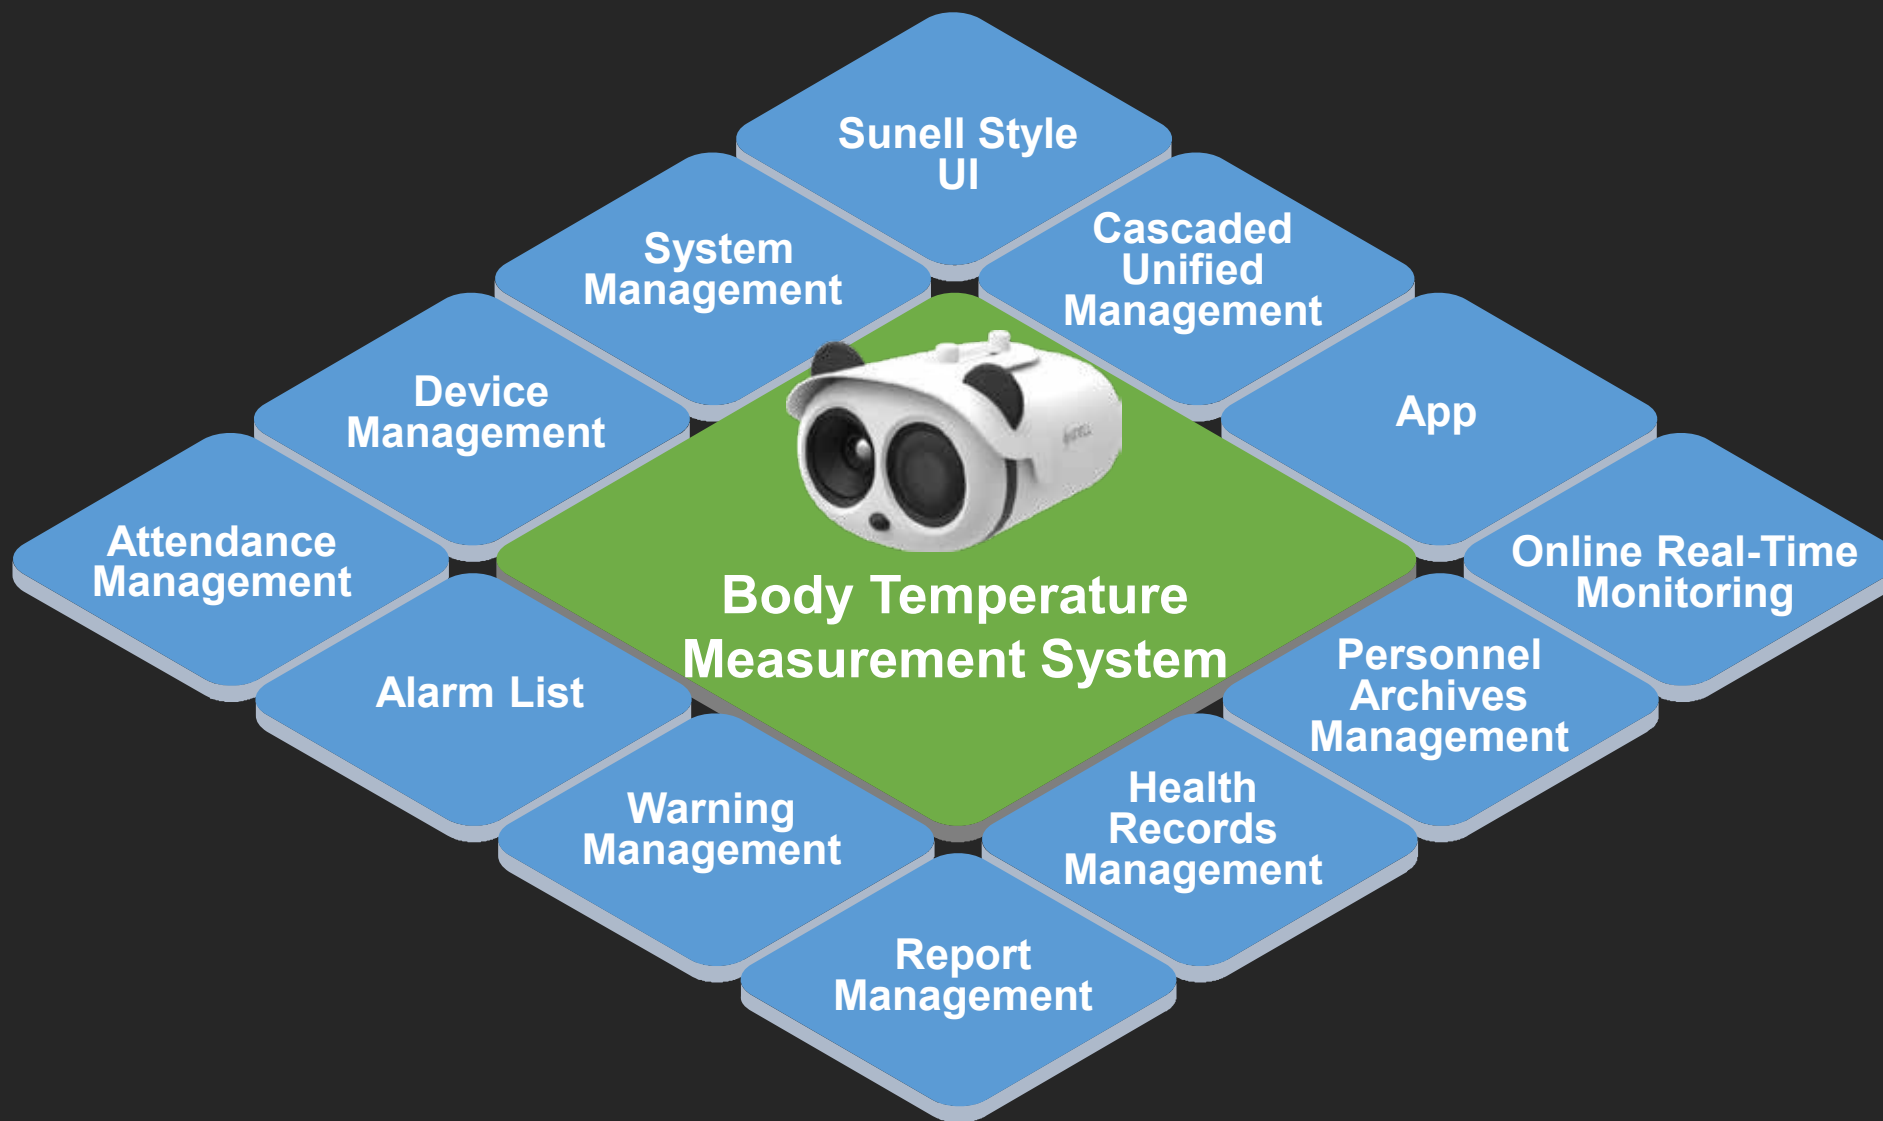 Sunell Style
UI
System
Management
Cascaded
Unified
Management
Device
Management
App
Attendance
Management
Online Real-Time
Monitoring
Body Temperature
Measurement System
Alarm List
Personnel
Archives
Management
Warning
Management
Health
Records
Management
Report
Management